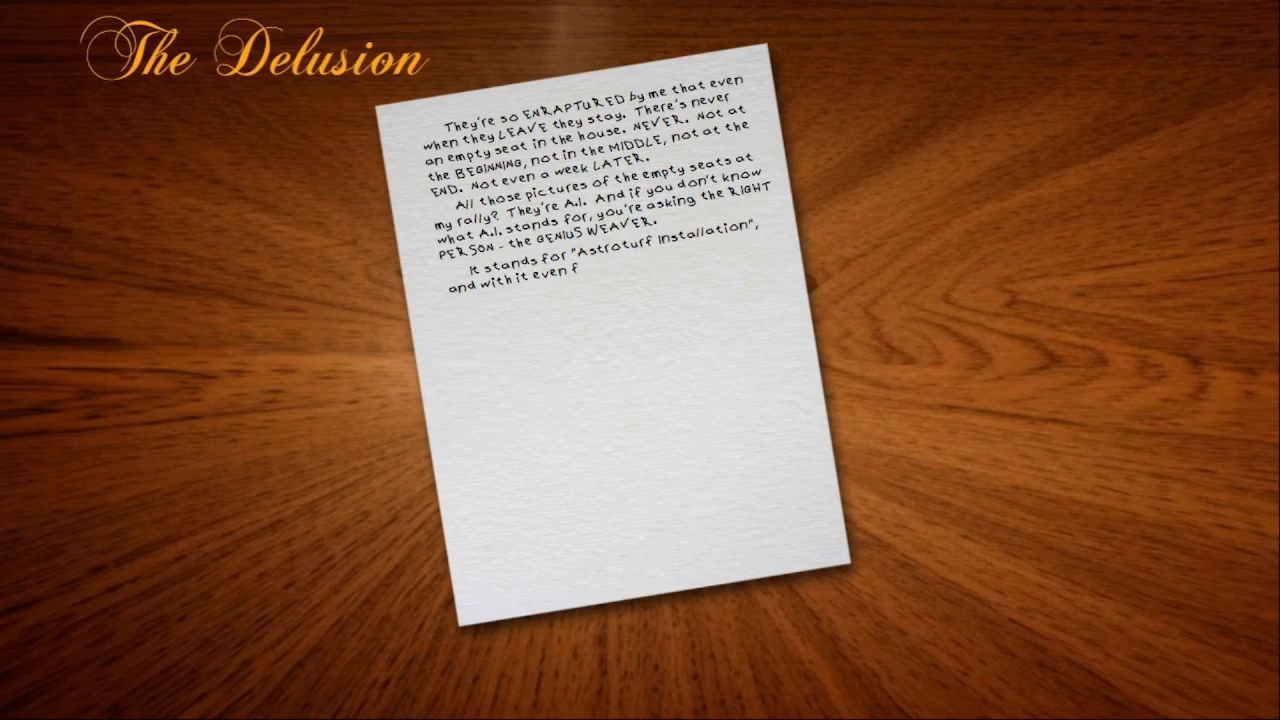 The Delusion
They're so ENRAPTURED by me that even
when they LEAVE they stay. There's never
an empty seat in the house. NEVER. Not at
the BEGINNING, not in the MIDDLE, not at the
END. Not even a week LATER.
All those pictures of the empty seats at
my rally? They're A.I. And if you don't know
what A.I. stands for, you're asking the RIGHT
PERSON - the GENIUS WEAVER.
It stands for "Astroturf Installation",
and with it even f